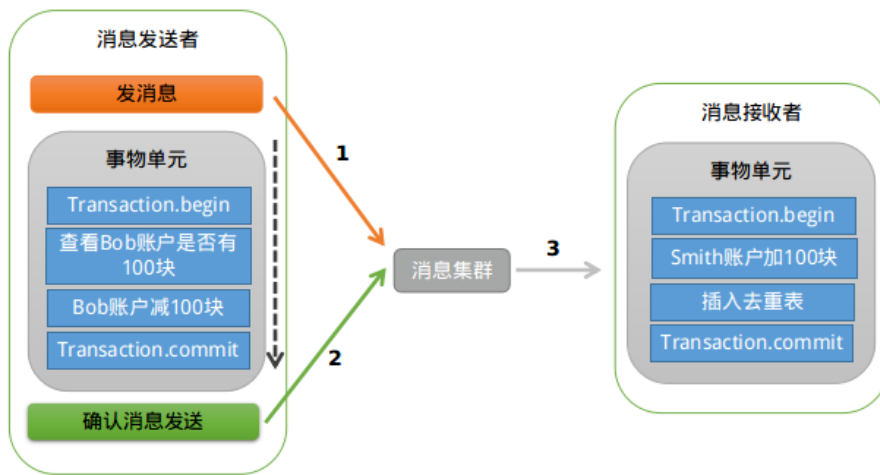 消息发送者
发消息
事物单元
Transaction.begin
查看Bob账户是否有
100块
Bob账户减100块
Transaction.commit
确认消息发送
1
2
消息集群
3
消息接收者
事物单元
Transaction.begin
Smith账户加100块
插入去重表
Transaction.commit